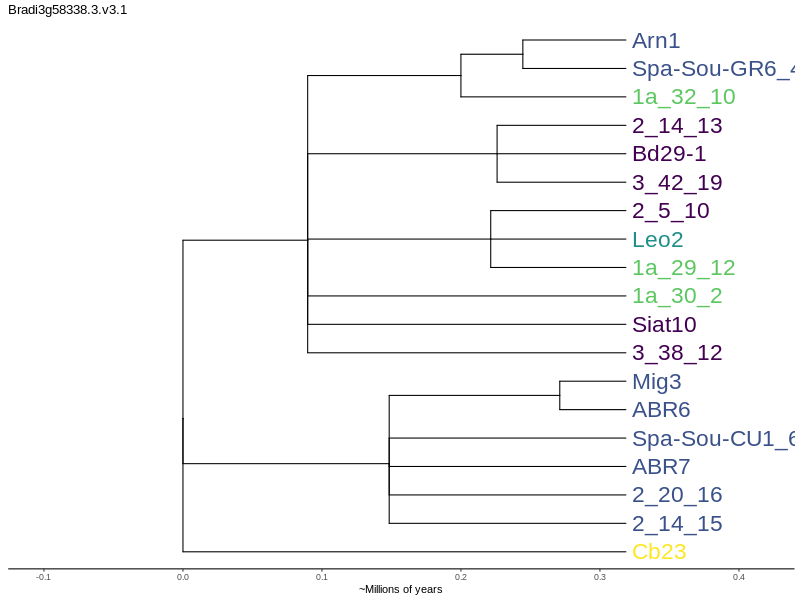 Bradi3g58338.3.v3.1
Arn1
Spa-Sou-GR6_4
1a_32_10
2_14_13
Bd29-1
3_42_19
2_5_10
Leo2
1a_29_12
1a_30_2
Siat10
3_38_12
Mig3
ABR6
Spa-Sou-CU1_6
ABR7
2_20_16
2_14_15
Cb23
-0.1 0.0 0.1 0.2 0.3 0.4
~Millions of years